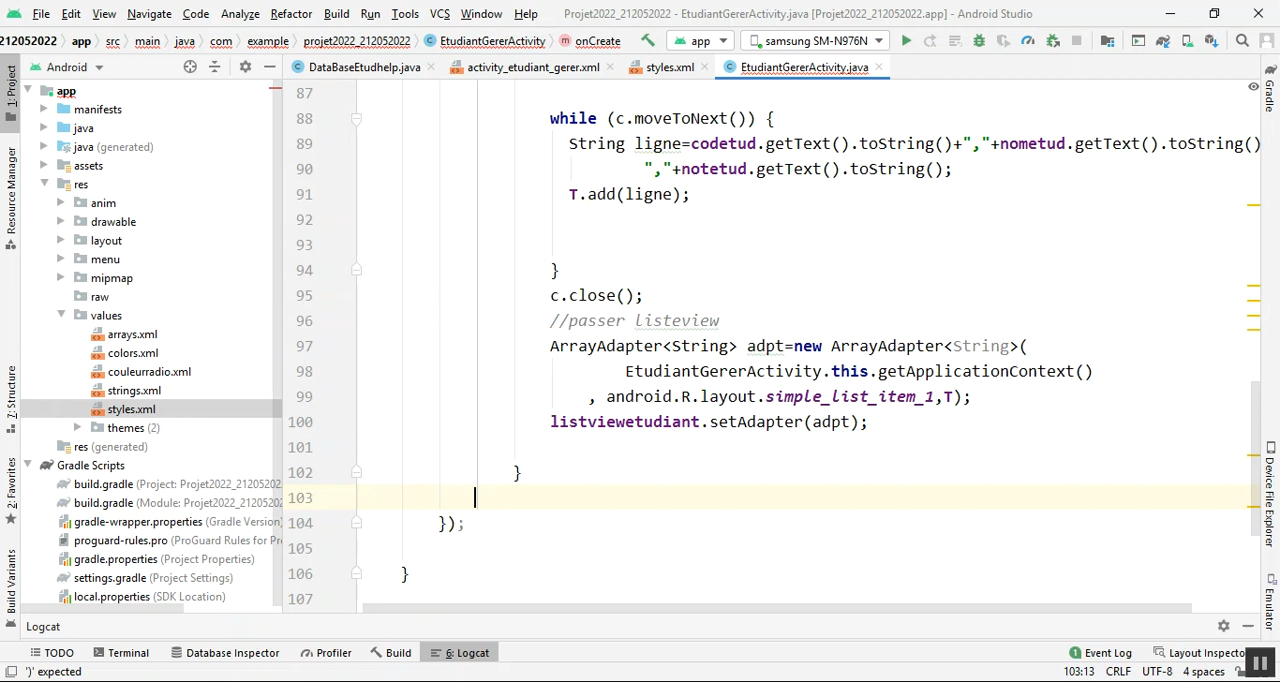 File Edit View Navigate Code Analyze Refactor Build Run Tools VCS Window Help Projet2022_212052022 - EtudiantGererActivity.java [Projet2022_212052022.app] - Android Studio
212052022 app src main java com example projet2022_212052022 EtudiantGererActivity onCreate app samsung SM-N976N
Android
DataBaseEtudhelp.java activity_etudiant_gerer.xml styles.xml EtudiantGererActivity.java
1: Project
Resource Manager
7: Structure
2: Favorites
Build Variants
app
manifests
java
java (generated)
assets
res
anim
drawable
layout
menu
mipmap
raw
values
arrays.xml
colors.xml
couleurradio.xml
strings.xml
styles.xml
themes (2)
res (generated)
Gradle Scripts
build.gradle (Project: Projet2022_212052
build.gradle (Module: Projet2022_212052
gradle-wrapper.properties (Gradle Version)
proguard-rules.pro (ProGuard Rules for Pr
gradle.properties (Project Properties)
settings.gradle (Project Settings)
local.properties (SDK Location)
87
88 while (c.moveToNext()) {
89 String ligne=codetud.getText().toString()+","+nometud.getText().toString()
90 ","+notetud.getText().toString();
91 T.add(ligne);
92
93
94 }
95 c.close();
96 //passer listeview
97 ArrayAdapter<String> adpt=new ArrayAdapter<String>(
98 EtudiantGererActivity.this.getApplicationContext()
99 , android.R.layout.simple_list_item_1,T);
100 listviewetudiant.setAdapter(adpt);
101
102 }
103
104 });
105
106 }
107
Gradle
Device File Explorer
Emulator
Logcat
TODO Terminal Database Inspector Profiler Build 6: Logcat 1 Event Log Layout Inspecto
')' expected 103:13 CRLF UTF-8 4 spaces